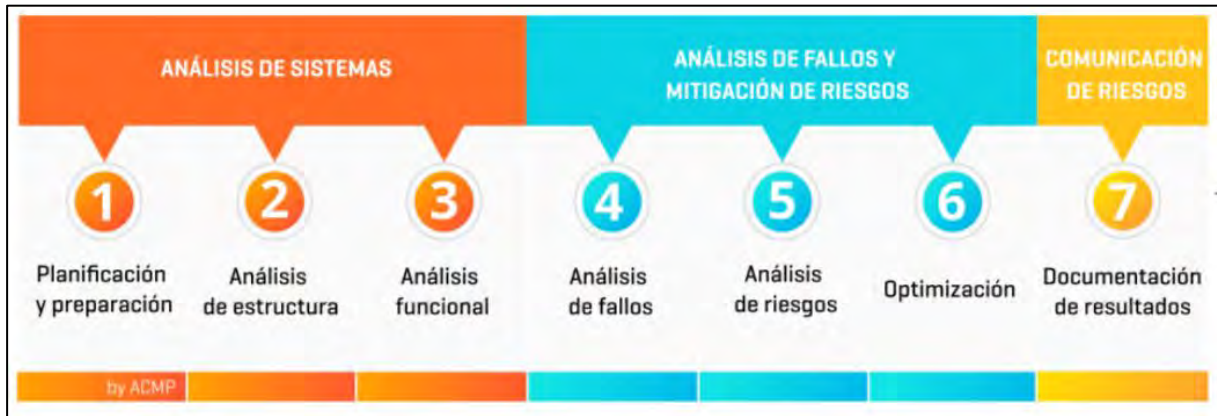 ANÁLISIS DE SISTEMAS
ANÁLISIS DE FALLOS Y
MITIGACIÓN DE RIESGOS
COMUNICACIÓN
DE RIESGOS
1
Planificación
y preparación
2
Análisis
de estructura
3
Análisis
funcional
4
Análisis
de fallos
5
Análisis
de riesgos
6
Optimización
7
Documentación
de resultados
by ACMP